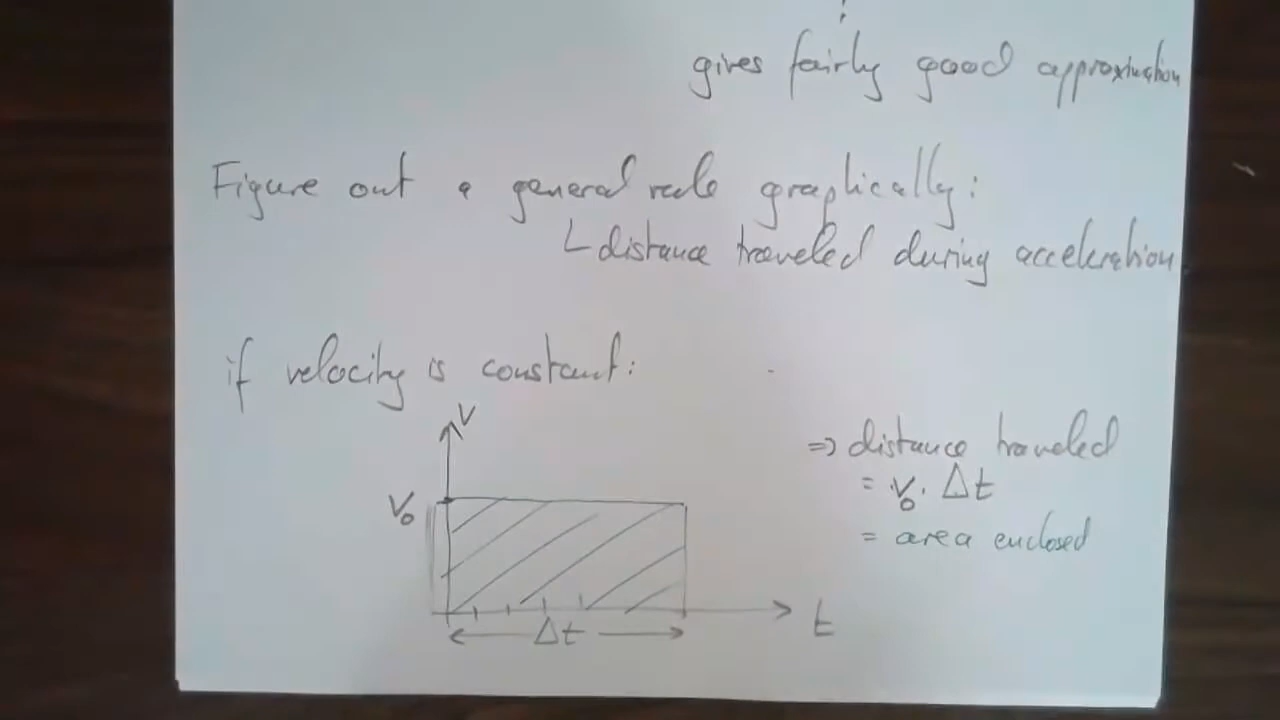 gives fairly good approximation
Figure out a general rule graphically:
distance traveled during acceleration
if velocity is constant:
V
V₀
Δt
t
=> distance traveled
= v₀ · Δt
= area enclosed